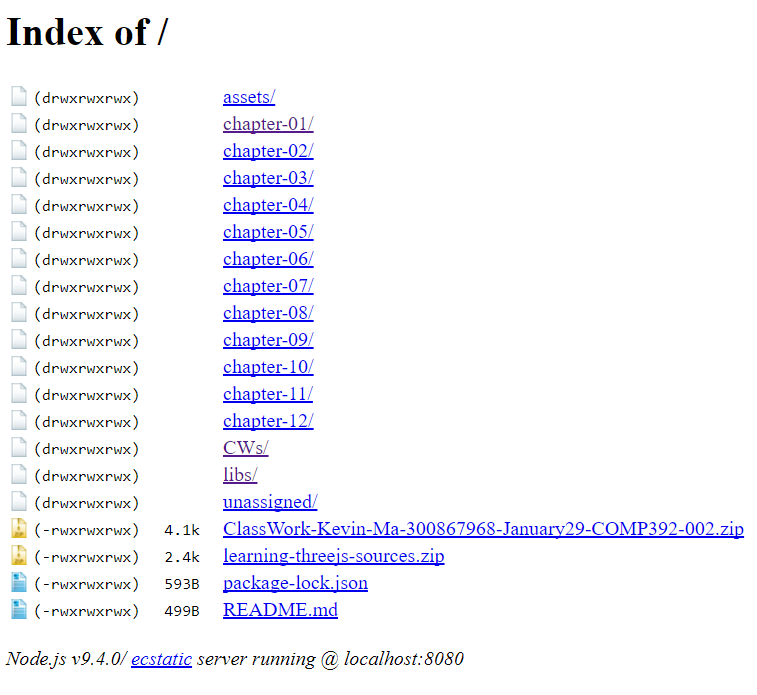 Index of /
(drwxrwxrwx) assets/
(drwxrwxrwx) chapter-01/
(drwxrwxrwx) chapter-02/
(drwxrwxrwx) chapter-03/
(drwxrwxrwx) chapter-04/
(drwxrwxrwx) chapter-05/
(drwxrwxrwx) chapter-06/
(drwxrwxrwx) chapter-07/
(drwxrwxrwx) chapter-08/
(drwxrwxrwx) chapter-09/
(drwxrwxrwx) chapter-10/
(drwxrwxrwx) chapter-11/
(drwxrwxrwx) chapter-12/
(drwxrwxrwx) CWs/
(drwxrwxrwx) libs/
(drwxrwxrwx) unassigned/
(-rwxrwxrwx) 4.1k ClassWork-Kevin-Ma-300867968-January29-COMP392-002.zip
(-rwxrwxrwx) 2.4k learning-threejs-sources.zip
(-rwxrwxrwx) 593B package-lock.json
(-rwxrwxrwx) 499B README.md
Node.js v9.4.0/ ecstatic server running @ localhost:8080